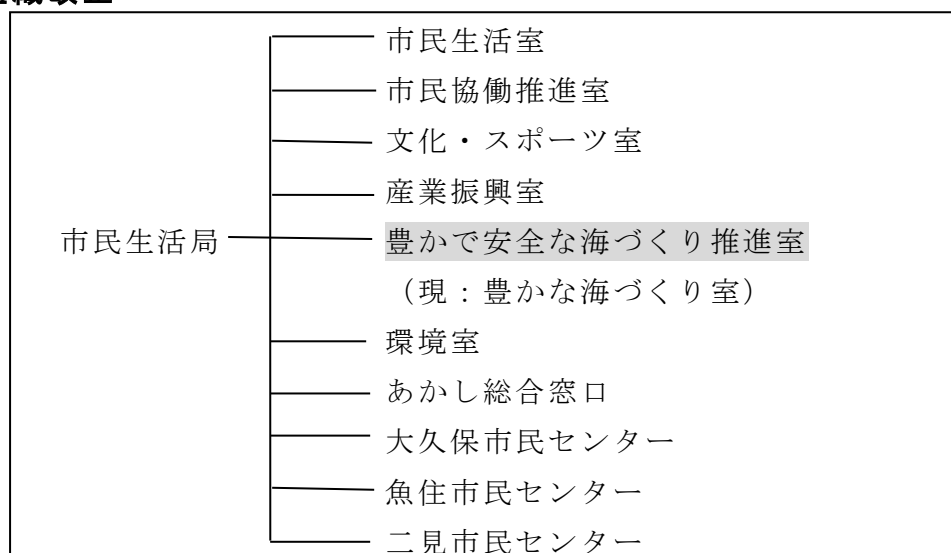 市民生活室
市民協働推進室
文化・スポーツ室
産業振興室
市民生活局
豊かで安全な海づくり推進室
（現：豊かな海づくり室）
環境室
あかし総合窓口
大久保市民センター
魚住市民センター
二見市民センター